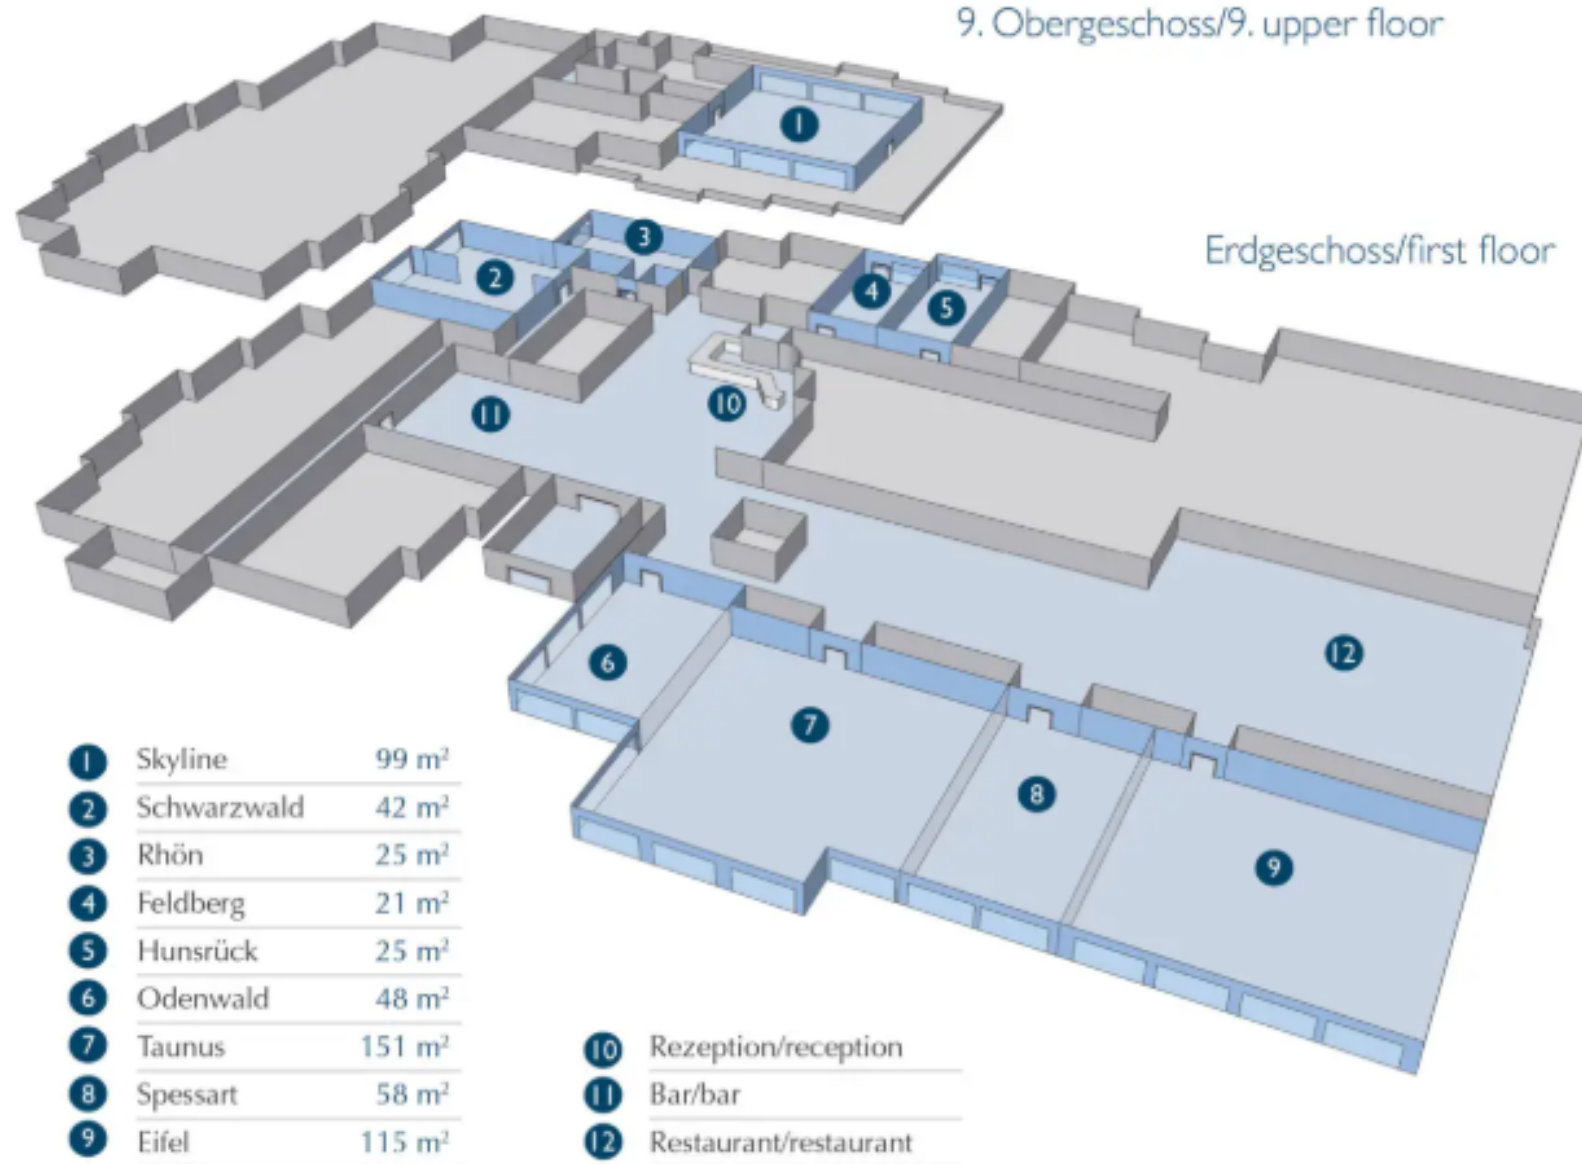 9. Obergeschoss/9. upper floor
1
Erdgeschoss/first floor
3
2
4
5
10
11
12
6
7
8
9
1 Skyline 99 m²
2 Schwarzwald 42 m²
3 Rhön 25 m²
4 Feldberg 21 m²
5 Hunsrück 25 m²
6 Odenwald 48 m²
7 Taunus 151 m²
8 Spessart 58 m²
9 Eifel 115 m²
10 Rezeption/reception
11 Bar/bar
12 Restaurant/restaurant